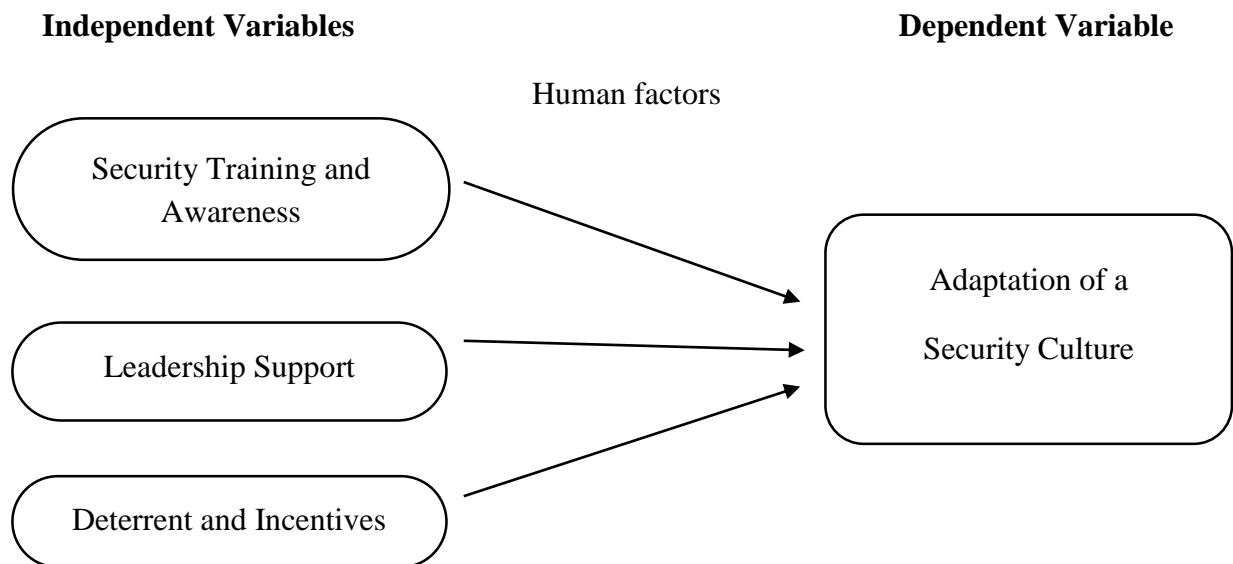 Independent Variables
Dependent Variable
Human factors
Security Training and
Awareness
Adaptation of a
Security Culture
Leadership Support
Deterrent and Incentives